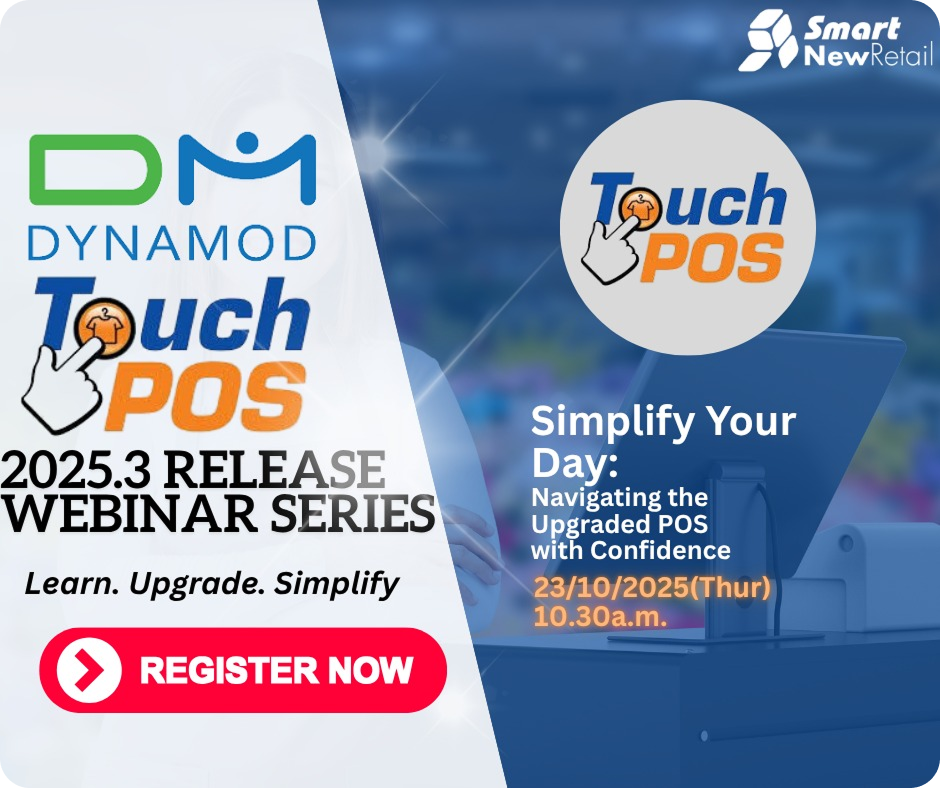 DM
DYNAMOD
Touch
POS
2025.3 RELEASE
WEBINAR SERIES
Learn. Upgrade. Simplify
REGISTER NOW
Smart
NewRetail
Touch
POS
Simplify Your
Day:
Navigating the
Upgraded POS
with Confidence
23/10/2025(Thur)
10.30a.m.